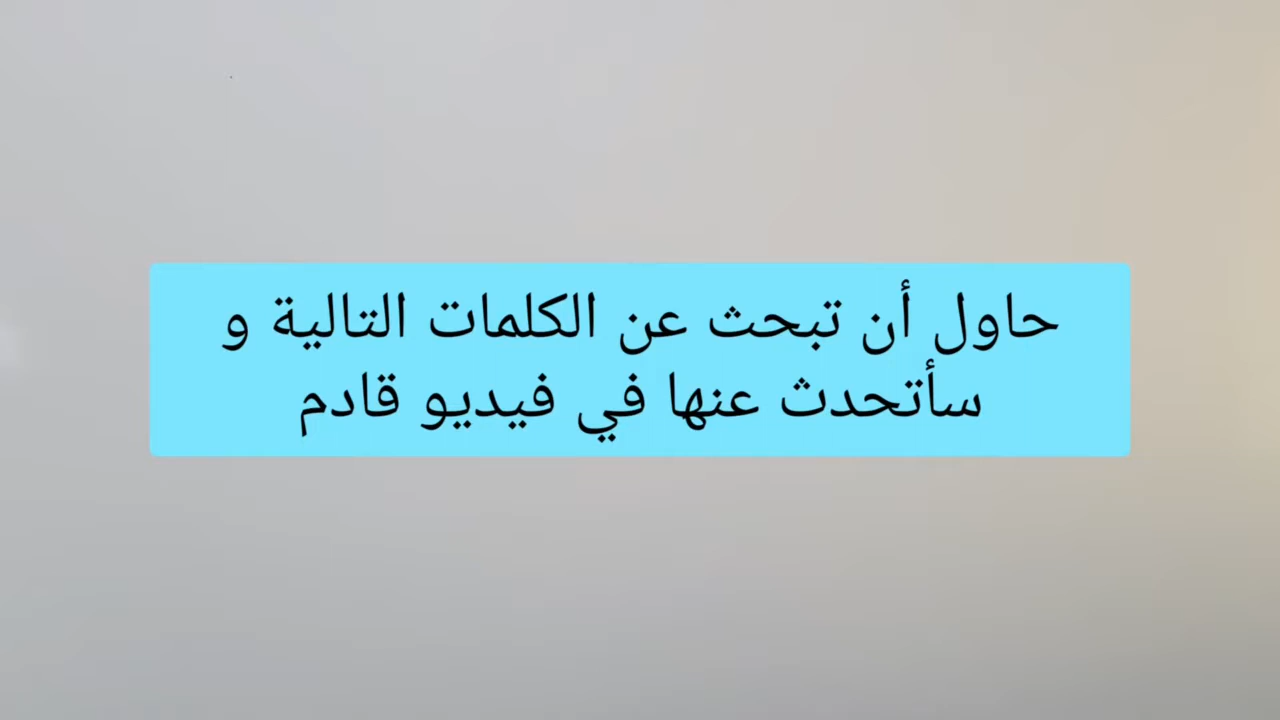 حاول أن تبحث عن الكلمات التالية و
سأتحدث عنها في فيديو قادم